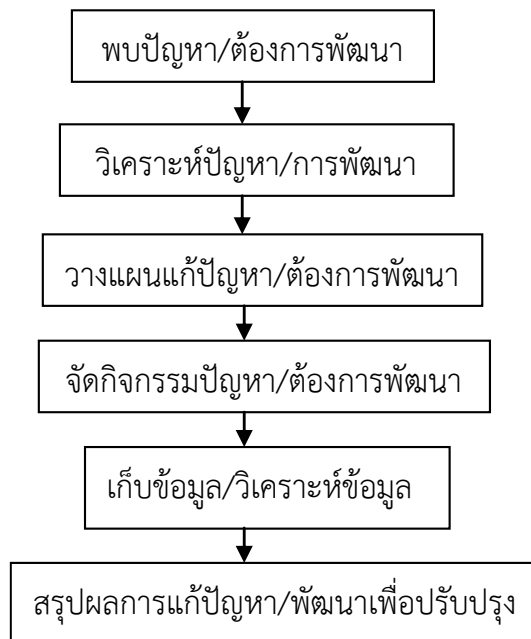 พบปัญหา/ต้องการพัฒนา
วิเคราะห์ปัญหา/การพัฒนา
วางแผนแก้ปัญหา/ต้องการพัฒนา
จัดกิจกรรมปัญหา/ต้องการพัฒนา
เก็บข้อมูล/วิเคราะห์ข้อมูล
สรุปผลการแก้ปัญหา/พัฒนาเพื่อปรับปรุง